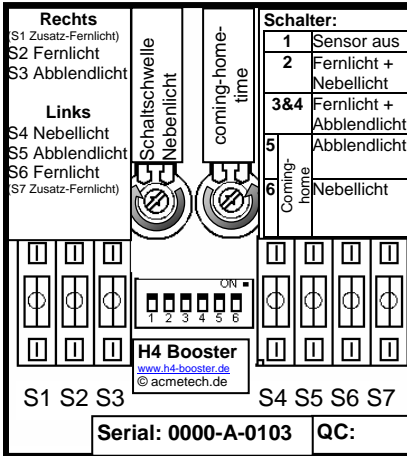 Rechts
(S1 Zusatz-Fernlicht)
S2 Fernlicht
S3 Abblendlicht
Links
S4 Nebellicht
S5 Abblendlicht
S6 Fernlicht
(S7 Zusatz-Fernlicht)
Schaltschwelle
Nebenlicht
coming-home-
time
Schalter:
1 Sensor aus
2 Fernlicht +
Nebellicht
3&4 Fernlicht +
Abblendlicht
5 Abblendlicht
Coming-
home
6 Nebellicht
ON
1 2 3 4 5 6
H4 Booster
www.h4-booster.de
© acmetech.de
S1 S2 S3
S4 S5 S6 S7
Serial: 0000-A-0103
QC: